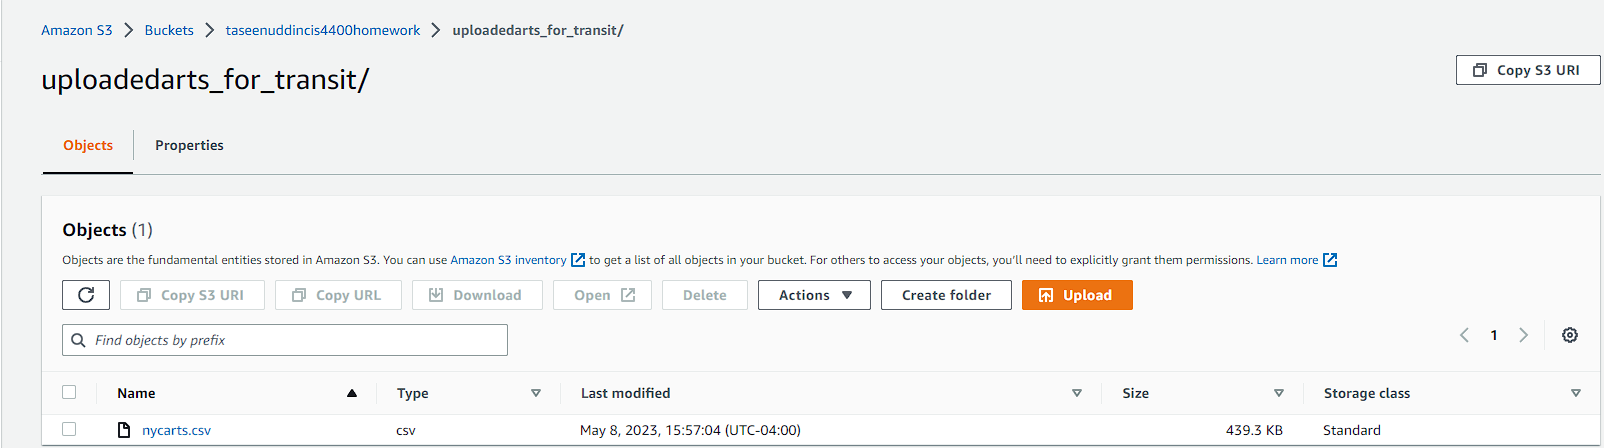 Amazon S3 > Buckets > taseenuddincis4400homework > uploadedarts_for_transit/
uploadedarts_for_transit/
Copy S3 URI
Objects Properties
Objects (1)
Objects are the fundamental entities stored in Amazon S3. You can use Amazon S3 inventory to get a list of all objects in your bucket. For others to access your objects, you'll need to explicitly grant them permissions. Learn more
Copy S3 URI Copy URL Download Open Delete Actions Create folder Upload
Find objects by prefix
1
Name Type Last modified Size Storage class
nycarts.csv csv May 8, 2023, 15:57:04 (UTC-04:00) 439.3 KB Standard